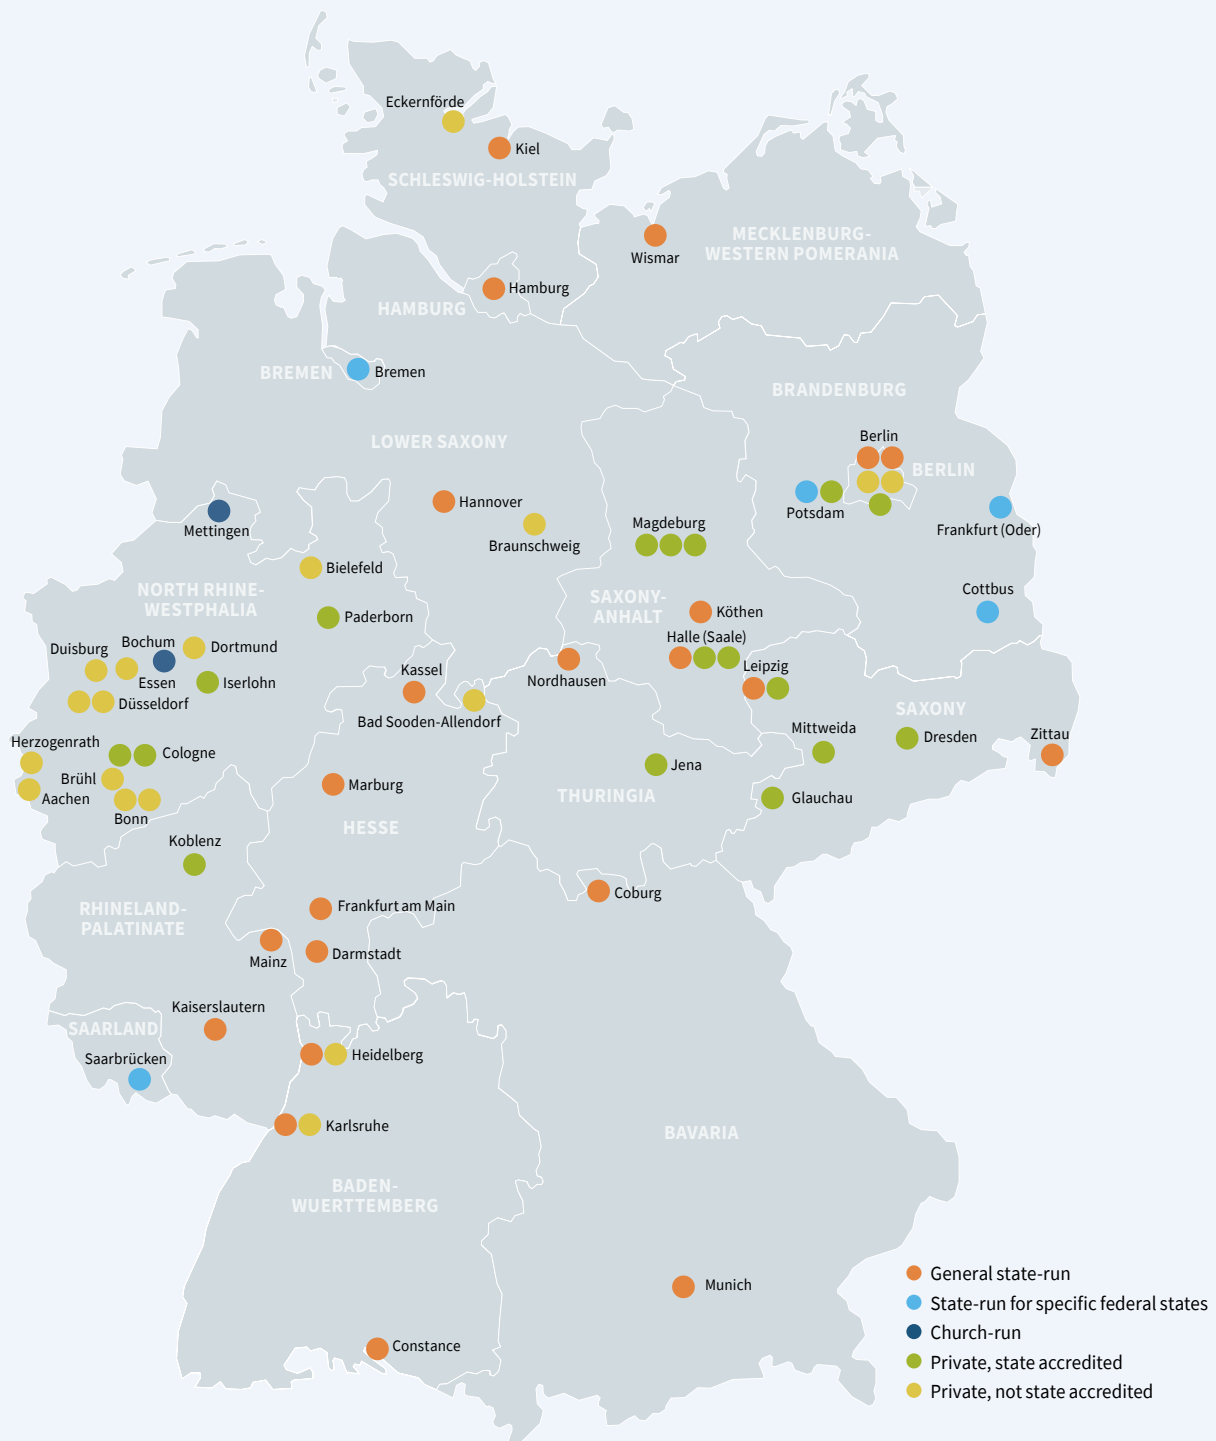 Eckernförde
Kiel
SCHLESWIG-HOLSTEIN
MECKLENBURG-
WESTERN POMERANIA
Wismar
Hamburg
HAMBURG
BREMEN
Bremen
BRANDENBURG
LOWER SAXONY
Berlin
BERLIN
Hannover
Potsdam
Magdeburg
Frankfurt (Oder)
Mettingen
Braunschweig
Bielefeld
NORTH RHINE-
WESTPHALIA
SAXONY-
ANHALT
Cottbus
Paderborn
Köthen
Halle (Saale)
Bochum
Duisburg
Dortmund
Leipzig
Kassel
Nordhausen
Essen
Iserlohn
Düsseldorf
SAXONY
Bad Sooden-Allendorf
Mittweida
Dresden
Zittau
Herzogenrath
Cologne
Jena
Brühl
Marburg
Aachen
THURINGIA
Glauchau
Bonn
HESSE
Koblenz
Coburg
Frankfurt am Main
RHINELAND-
PALATINATE
Darmstadt
Mainz
Kaiserslautern
SAARLAND
Saarbrücken
Heidelberg
Karlsruhe
BAVARIA
BADEN-
WUERTTEMBERG
Munich
Constance
General state-run
State-run for specific federal states
Church-run
Private, state accredited
Private, not state accredited